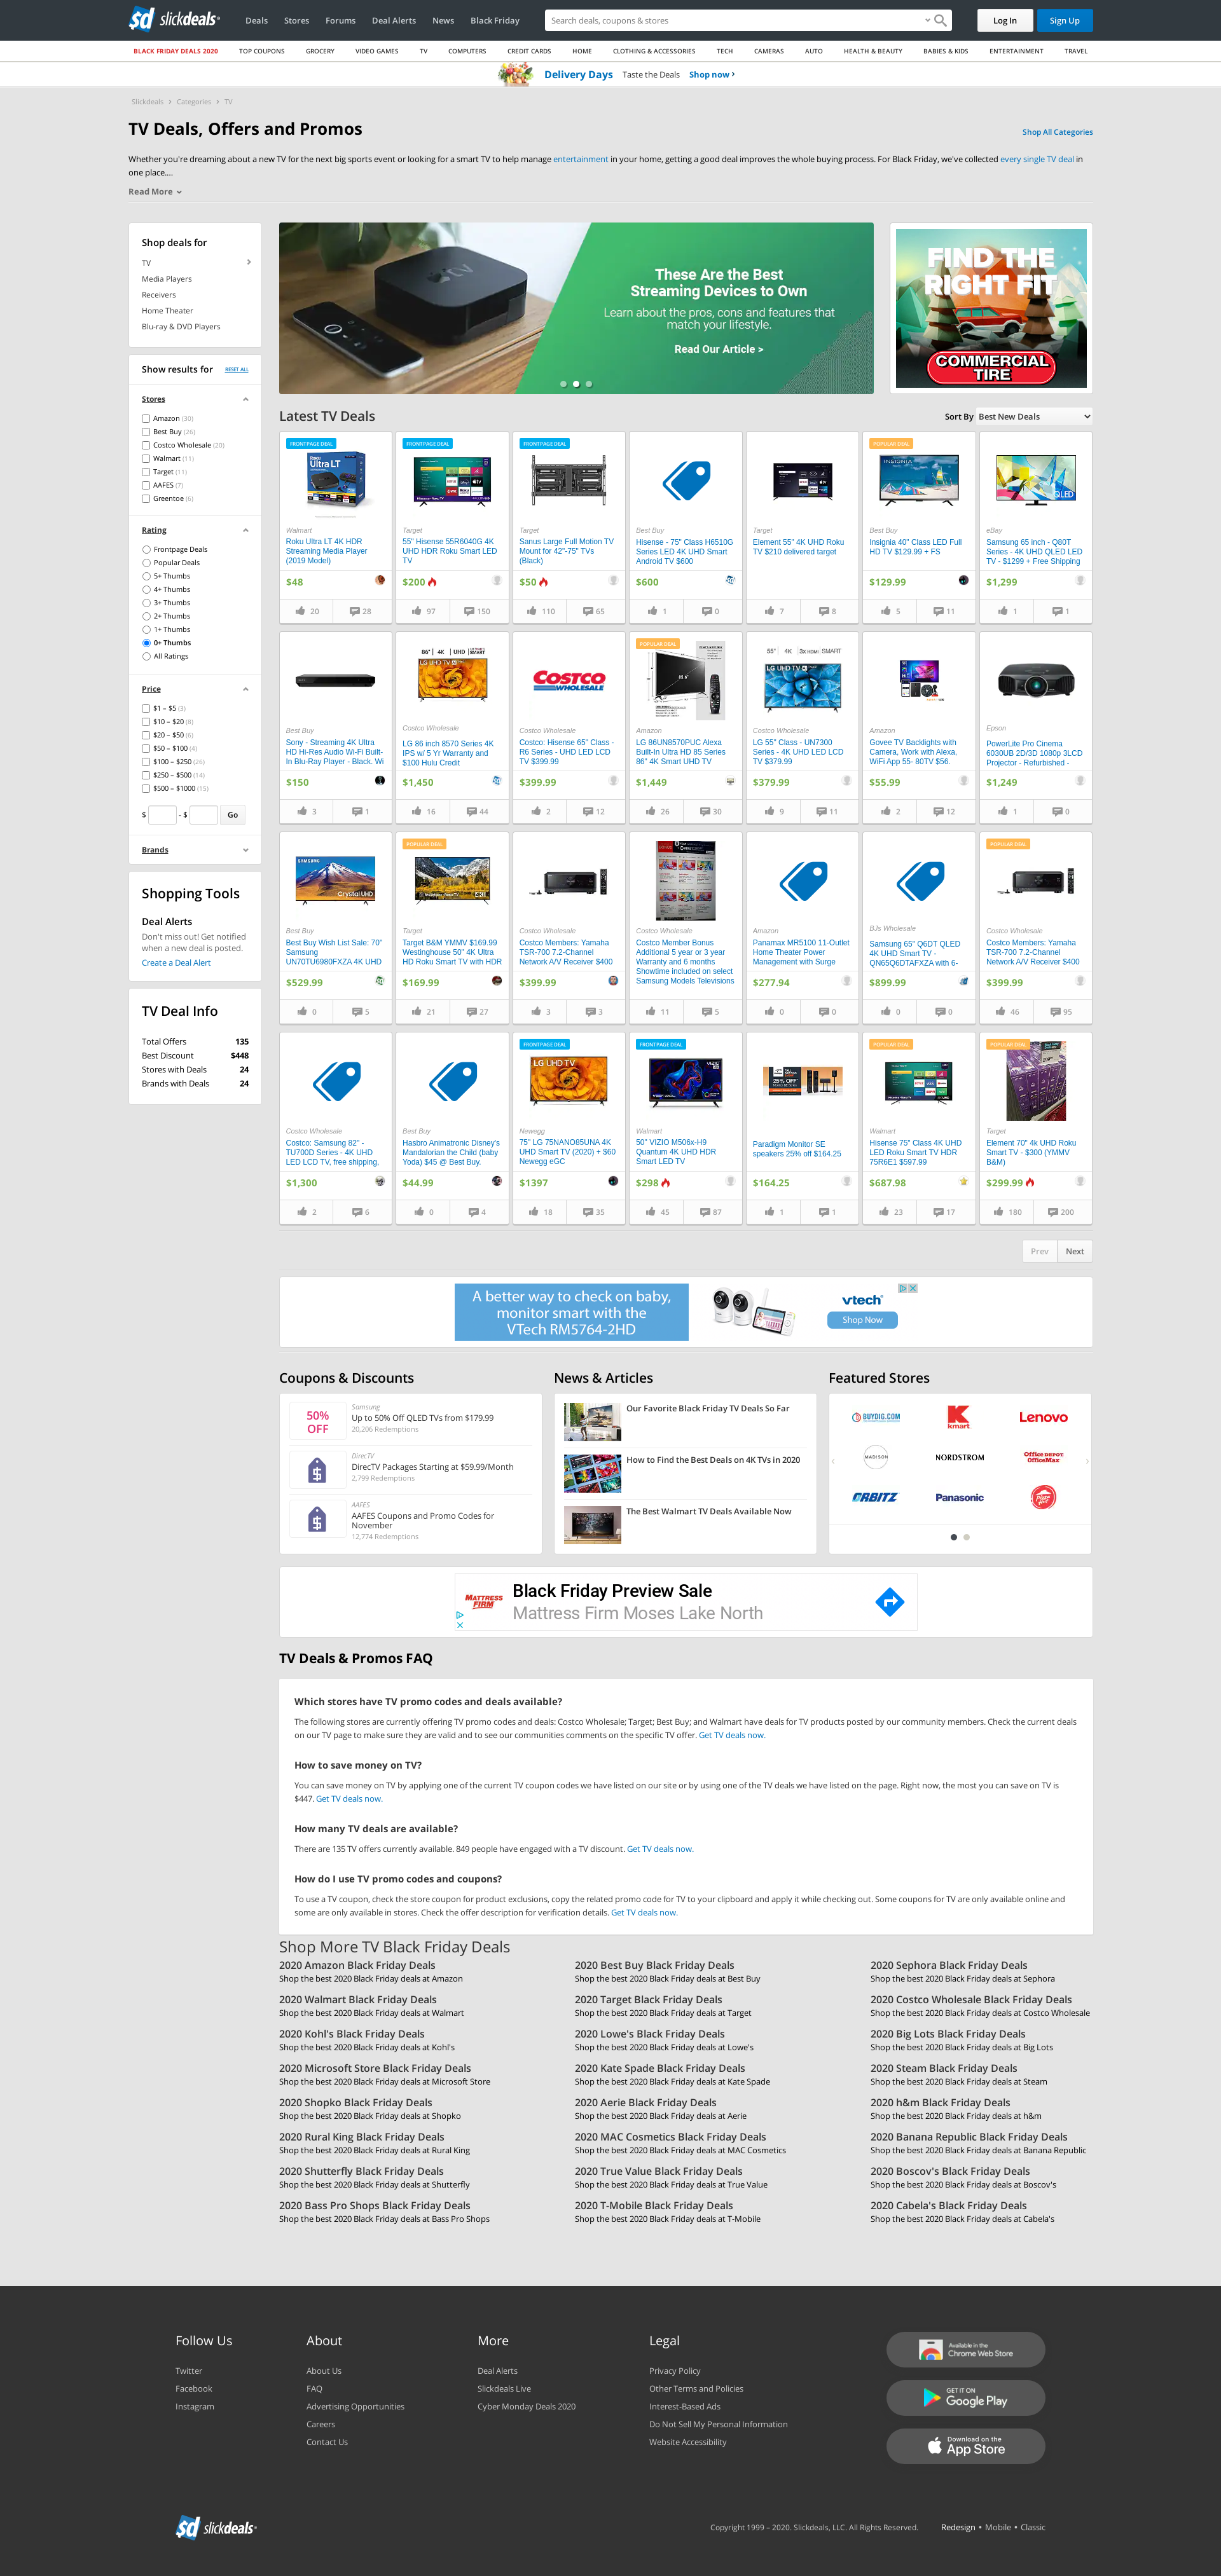 slickdeals
Deals
Stores
Forums
Deal Alerts
News
Black Friday
Search deals, coupons & stores
Log In
Sign Up
BLACK FRIDAY DEALS 2020
TOP COUPONS
GROCERY
VIDEO GAMES
TV
COMPUTERS
CREDIT CARDS
HOME
CLOTHING & ACCESSORIES
TECH
CAMERAS
AUTO
HEALTH & BEAUTY
BABIES & KIDS
ENTERTAINMENT
TRAVEL
Delivery Days Taste the Deals Shop now
Slickdeals › Categories › TV
TV Deals, Offers and Promos
Shop All Categories
Whether you're dreaming about a new TV for the next big sports event or looking for a smart TV to help manage entertainment in your home, getting a good deal improves the whole buying process. For Black Friday, we've collected every single TV deal in
one place....
Read More
Shop deals for
TV
Media Players
Receivers
Home Theater
Blu-ray & DVD Players
Show results for RESET ALL
Stores
Amazon (30)
Best Buy (26)
Costco Wholesale (20)
Walmart (11)
Target (11)
AAFES (7)
Greentoe (6)
Rating
Frontpage Deals
Popular Deals
5+ Thumbs
4+ Thumbs
3+ Thumbs
2+ Thumbs
1+ Thumbs
0+ Thumbs
All Ratings
Price
$1 – $5 (3)
$10 – $20 (8)
$20 – $50 (6)
$50 – $100 (4)
$100 – $250 (26)
$250 – $500 (14)
$500 – $1000 (15)
$ - $ Go
Brands
Shopping Tools
Deal Alerts
Don't miss out! Get notified
when a new deal is posted.
Create a Deal Alert
TV Deal Info
Total Offers 135
Best Discount $448
Stores with Deals 24
Brands with Deals 24
These Are the Best
Streaming Devices to Own
Learn about the pros, cons and features that
match your lifestyle.
Read Our Article >
FIND THE
RIGHT FIT
COMMERCIAL
TIRE
Latest TV Deals
Sort By Best New Deals
FRONTPAGE DEAL
Roku
Ultra LT
Walmart
Roku Ultra LT 4K HDR
Streaming Media Player
(2019 Model)
$48
20 28
FRONTPAGE DEAL
Target
55" Hisense 55R6040G 4K
UHD HDR Roku Smart LED
TV
$200
97 150
FRONTPAGE DEAL
Target
Sanus Large Full Motion TV
Mount for 42"-75" TVs
(Black)
$50
110 65
Best Buy
Hisense - 75" Class H6510G
Series LED 4K UHD Smart
Android TV $600
$600
1 0
Target
Element 55" 4K UHD Roku
TV $210 delivered target
7 8
POPULAR DEAL
INSIGNIA
Best Buy
Insignia 40" Class LED Full
HD TV $129.99 + FS
$129.99
5 11
QLED
eBay
Samsung 65 inch - Q80T
Series - 4K UHD QLED LED
TV - $1299 + Free Shipping
$1,299
1 1
Best Buy
Sony - Streaming 4K Ultra
HD Hi-Res Audio Wi-Fi Built-
In Blu-Ray Player - Black. Wi
$150
3 1
86" 4K UHD SMART
LG UHD TV
Costco Wholesale
LG 86 inch 8570 Series 4K
IPS w/ 5 Yr Warranty and
$100 Hulu Credit
$1,450
16 44
COSTCO
WHOLESALE
Costco Wholesale
Costco: Hisense 65" Class -
R6 Series - UHD LED LCD
TV $399.99
$399.99
2 12
POPULAR DEAL
Costco Wholesale
LG 86UN8570PUC Alexa
Built-In Ultra HD 85 Series
86" 4K Smart UHD TV
$1,449
26 30
55" 4K 3x HDMI SMART
LG UHD TV
Costco Wholesale
LG 55" Class - UN7300
Series - 4K UHD LED LCD
TV $379.99
$379.99
9 11
Amazon
Govee TV Backlights with
Camera, Work with Alexa,
WiFi App 55- 80TV $56.
$55.99
2 12
Epson
PowerLite Pro Cinema
6030UB 2D/3D 1080p 3LCD
Projector - Refurbished -
$1,249
1 0
SAMSUNG
Crystal UHD
Best Buy
Best Buy Wish List Sale: 70"
Samsung
UN70TU6980FXZA 4K UHD
$529.99
0 5
POPULAR DEAL
Target
Target B&M YMMV $169.99
Westinghouse 50" 4K Ultra
HD Roku Smart TV with HDR
$169.99
21 27
Costco Wholesale
Costco Members: Yamaha
TSR-700 7.2-Channel
Network A/V Receiver $400
$399.99
3 3
Costco Wholesale
Costco Member Bonus
Additional 5 year or 3 year
Warranty and 6 months
Showtime included on select
Samsung Models Televisions
11 5
Amazon
Panamax MR5100 11-Outlet
Home Theater Power
Management with Surge
$277.94
0 0
BJs Wholesale
Samsung 65" Q6DT QLED
4K UHD Smart TV -
QN65Q6DTAFXZA with 6-
$899.99
0 0
POPULAR DEAL
Costco Wholesale
Costco Members: Yamaha
TSR-700 7.2-Channel
Network A/V Receiver $400
$399.99
46 95
Costco Wholesale
Costco: Samsung 82" -
TU700D Series - 4K UHD
LED LCD TV, free shipping,
$1,300
2 6
Best Buy
Hasbro Animatronic Disney's
Mandalorian the Child (baby
Yoda) $45 @ Best Buy.
$44.99
0 4
FRONTPAGE DEAL
LG UHD TV
Newegg
75" LG 75NANO85UNA 4K
UHD Smart TV (2020) + $60
Newegg eGC
$1397
18 35
FRONTPAGE DEAL
VIZIO
Walmart
50" VIZIO M506x-H9
Quantum 4K UHD HDR
Smart LED TV
$298
45 87
25% OFF
Paradigm Monitor SE
speakers 25% off $164.25
$164.25
1 1
POPULAR DEAL
Walmart
Hisense 75" Class 4K UHD
LED Roku Smart TV HDR
75R6E1 $597.99
$687.98
23 17
POPULAR DEAL
Target
Element 70" 4k UHD Roku
Smart TV - $300 (YMMV
B&M)
$299.99
180 200
Prev Next
A better way to check on baby,
monitor smart with the
VTech RM5764-2HD
vtech
Shop Now
Coupons & Discounts
50%
OFF
Samsung
Up to 50% Off QLED TVs from $179.99
20,206 Redemptions
DirecTV
DirecTV Packages Starting at $59.99/Month
2,799 Redemptions
AAFES
AAFES Coupons and Promo Codes for
November
12,774 Redemptions
News & Articles
Our Favorite Black Friday TV Deals So Far
How to Find the Best Deals on 4K TVs in 2020
The Best Walmart TV Deals Available Now
Featured Stores
BUYDIG.COM
kmart
Lenovo
MADISON
NORDSTROM
Office DEPOT
OfficeMax
ORBITZ
Panasonic
Pizza Hut
MATTRESS
FIRM
Black Friday Preview Sale
Mattress Firm Moses Lake North
TV Deals & Promos FAQ
Which stores have TV promo codes and deals available?
The following stores are currently offering TV promo codes and deals: Costco Wholesale; Target; Best Buy; and Walmart have deals for TV products posted by our community members. Check the current deals
on our TV page to make sure they are valid and to see our communities comments on the specific TV offer. Get TV deals now.
How to save money on TV?
You can save money on TV by applying one of the current TV coupon codes we have listed on our site or by using one of the TV deals we have listed on the page. Right now, the most you can save on TV is
$447. Get TV deals now.
How many TV deals are available?
There are 135 TV offers currently available. 849 people have engaged with a TV discount. Get TV deals now.
How do I use TV promo codes and coupons?
To use a TV coupon, check the store coupon for product exclusions, copy the related promo code for TV to your clipboard and apply it while checking out. Some coupons for TV are only available online and
some are only available in stores. Check the offer description for verification details. Get TV deals now.
Shop More TV Black Friday Deals
2020 Amazon Black Friday Deals
Shop the best 2020 Black Friday deals at Amazon
2020 Best Buy Black Friday Deals
Shop the best 2020 Black Friday deals at Best Buy
2020 Sephora Black Friday Deals
Shop the best 2020 Black Friday deals at Sephora
2020 Walmart Black Friday Deals
Shop the best 2020 Black Friday deals at Walmart
2020 Target Black Friday Deals
Shop the best 2020 Black Friday deals at Target
2020 Costco Wholesale Black Friday Deals
Shop the best 2020 Black Friday deals at Costco Wholesale
2020 Kohl's Black Friday Deals
Shop the best 2020 Black Friday deals at Kohl's
2020 Lowe's Black Friday Deals
Shop the best 2020 Black Friday deals at Lowe's
2020 Big Lots Black Friday Deals
Shop the best 2020 Black Friday deals at Big Lots
2020 Microsoft Store Black Friday Deals
Shop the best 2020 Black Friday deals at Microsoft Store
2020 Kate Spade Black Friday Deals
Shop the best 2020 Black Friday deals at Kate Spade
2020 Steam Black Friday Deals
Shop the best 2020 Black Friday deals at Steam
2020 Shopko Black Friday Deals
Shop the best 2020 Black Friday deals at Shopko
2020 Aerie Black Friday Deals
Shop the best 2020 Black Friday deals at Aerie
2020 h&m Black Friday Deals
Shop the best 2020 Black Friday deals at h&m
2020 Rural King Black Friday Deals
Shop the best 2020 Black Friday deals at Rural King
2020 MAC Cosmetics Black Friday Deals
Shop the best 2020 Black Friday deals at MAC Cosmetics
2020 Banana Republic Black Friday Deals
Shop the best 2020 Black Friday deals at Banana Republic
2020 Shutterfly Black Friday Deals
Shop the best 2020 Black Friday deals at Shutterfly
2020 True Value Black Friday Deals
Shop the best 2020 Black Friday deals at True Value
2020 Boscov's Black Friday Deals
Shop the best 2020 Black Friday deals at Boscov's
2020 Bass Pro Shops Black Friday Deals
Shop the best 2020 Black Friday deals at Bass Pro Shops
2020 T-Mobile Black Friday Deals
Shop the best 2020 Black Friday deals at T-Mobile
2020 Cabela's Black Friday Deals
Shop the best 2020 Black Friday deals at Cabela's
Follow Us
Twitter
Facebook
Instagram
About
About Us
FAQ
Advertising Opportunities
Careers
Contact Us
More
Deal Alerts
Slickdeals Live
Cyber Monday Deals 2020
Legal
Privacy Policy
Other Terms and Policies
Interest-Based Ads
Do Not Sell My Personal Information
Website Accessibility
Available in the
Chrome Web Store
GET IT ON
Google Play
Download on the
App Store
slickdeals
Copyright 1999 – 2020. Slickdeals, LLC. All Rights Reserved.
Redesign • Mobile • Classic